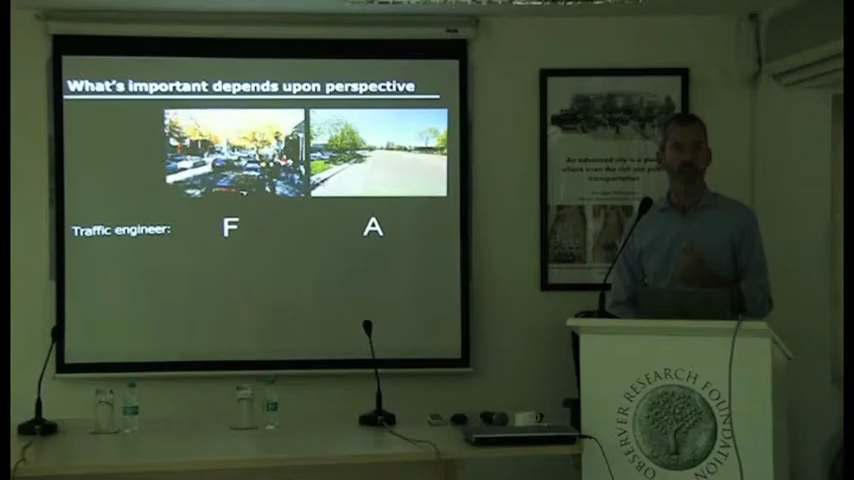 What's important depends upon perspective
Traffic engineer:
F
A
An advanced city is a place
where even the rich use public
transportation
OBSERVER RESEARCH FOUNDATION